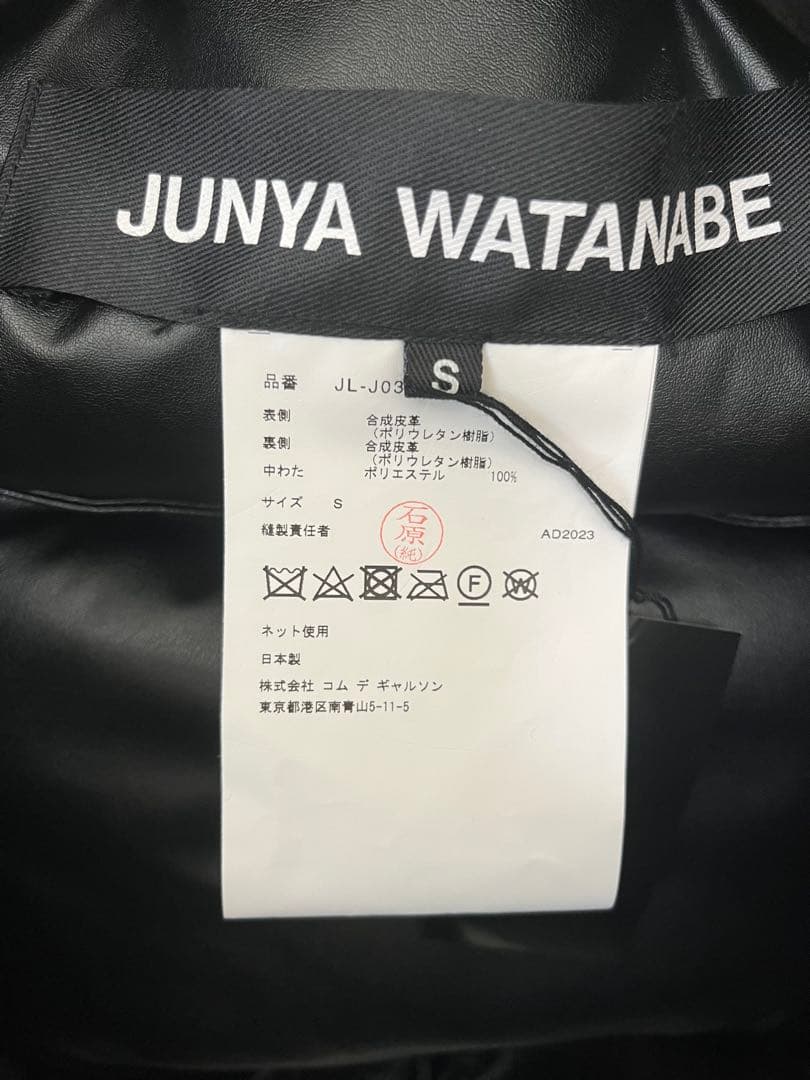 JUNYA WATANABE
S
品番 JL-J03
表側 合成皮革
(ポリウレタン樹脂)
裏側 合成皮革
(ポリウレタン樹脂)
中わた ポリエステル 100%
サイズ S
縫製責任者 石原(純) AD2023
F W
ネット使用
日本製
株式会社 コム デ ギャルソン
東京都港区南青山5-11-5